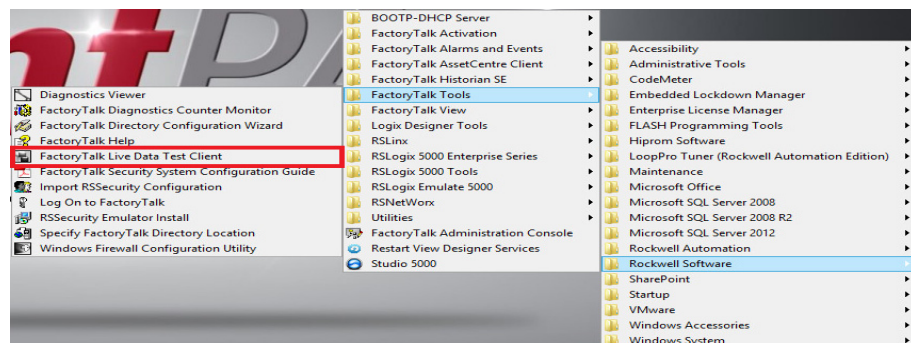 ntPA
Diagnostics Viewer
FactoryTalk Diagnostics Counter Monitor
FactoryTalk Directory Configuration Wizard
FactoryTalk Help
FactoryTalk Live Data Test Client
FactoryTalk Security System Configuration Guide
Import RSSecurity Configuration
Log On to FactoryTalk
RSSecurity Emulator Install
Specify FactoryTalk Directory Location
Windows Firewall Configuration Utility
BOOTP-DHCP Server
FactoryTalk Activation
FactoryTalk Alarms and Events
FactoryTalk AssetCentre Client
FactoryTalk Historian SE
FactoryTalk Tools
FactoryTalk View
Logix Designer Tools
RSLinx
RSLogix 5000 Enterprise Series
RSLogix 5000 Tools
RSLogix Emulate 5000
RSNetWorx
Utilities
FactoryTalk Administration Console
Restart View Designer Services
Studio 5000
Accessibility
Administrative Tools
CodeMeter
Embedded Lockdown Manager
Enterprise License Manager
FLASH Programming Tools
Hiprom Software
LoopPro Tuner (Rockwell Automation Edition)
Maintenance
Microsoft Office
Microsoft SQL Server 2008
Microsoft SQL Server 2008 R2
Microsoft SQL Server 2012
Rockwell Automation
Rockwell Software
SharePoint
Startup
VMware
Windows Accessories
Windows System